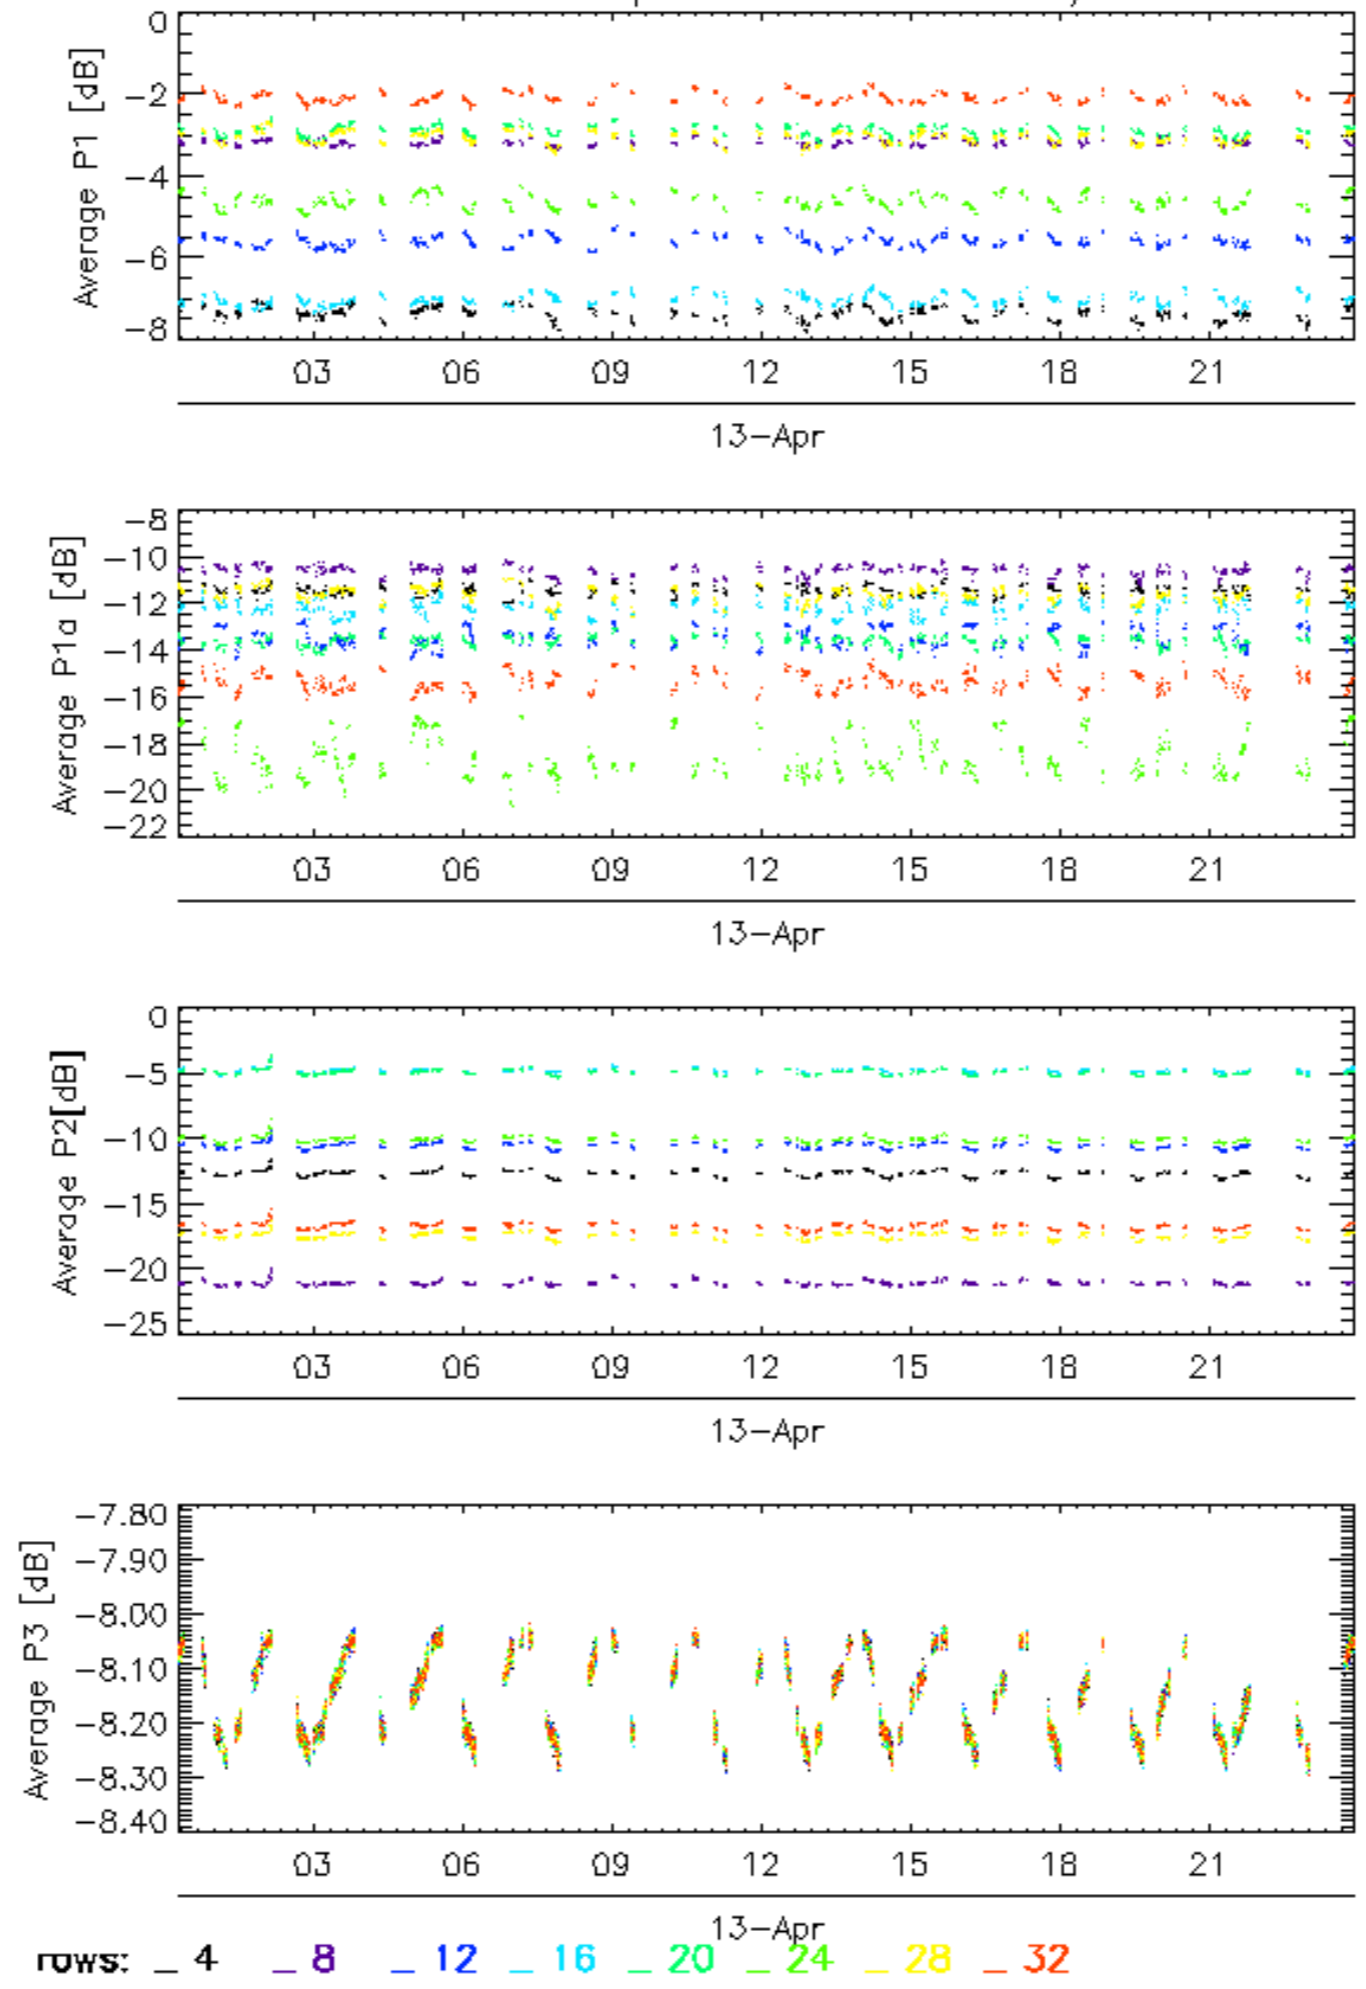 0
-2
-4
-6
-8
Average P1 [dB]
03 06 09 12 15 18 21
13-Apr
-8
-10
-12
-14
-16
-18
-20
-22
Average P1a [dB]
03 06 09 12 15 18 21
13-Apr
0
-5
-10
-15
-20
-25
Average P2[dB]
03 06 09 12 15 18 21
13-Apr
-7.80
-7.90
-8.00
-8.10
-8.20
-8.30
-8.40
Average P3 [dB]
03 06 09 12 15 18 21
13-Apr
rows: _ 4 _ 8 _ 12 _ 16 _ 20 _ 24 _ 28 _ 32